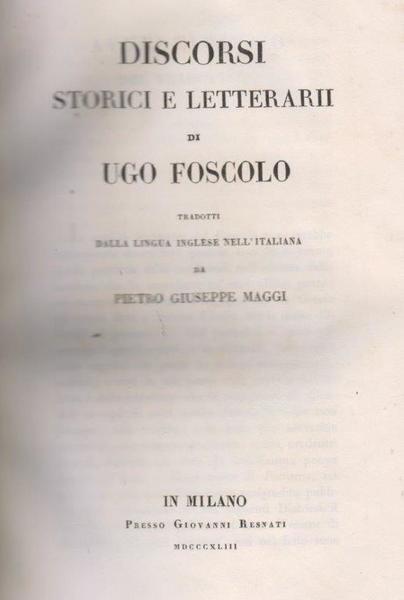 DISCORSI
STORICI E LETTERARII
DI
UGO FOSCOLO
TRADOTTI
DALLA LINGUA INGLESE NELL'ITALIANA
DA
PIETRO GIUSEPPE MAGGI
IN MILANO
PRESSO GIOVANNI RESNATI
MDCCCXLIII